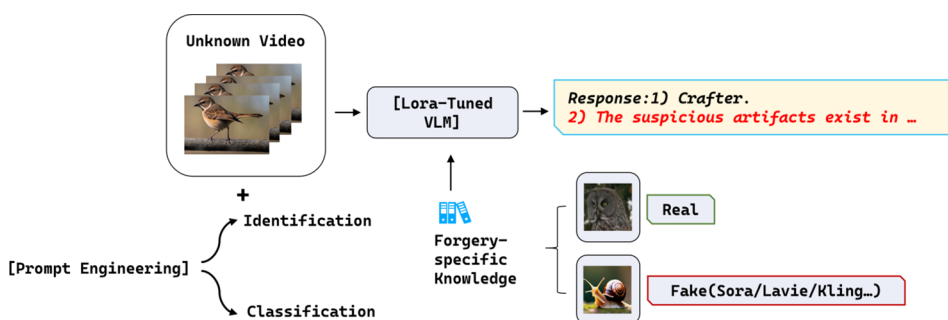 Unknown Video
+
[Lora-Tuned
VLM]
Response:1) Crafter.
2) The suspicious artifacts exist in …
[Prompt Engineering]
Identification
Classification
Forgery-
specific
Knowledge
Real
Fake(Sora/Lavie/Kling…)